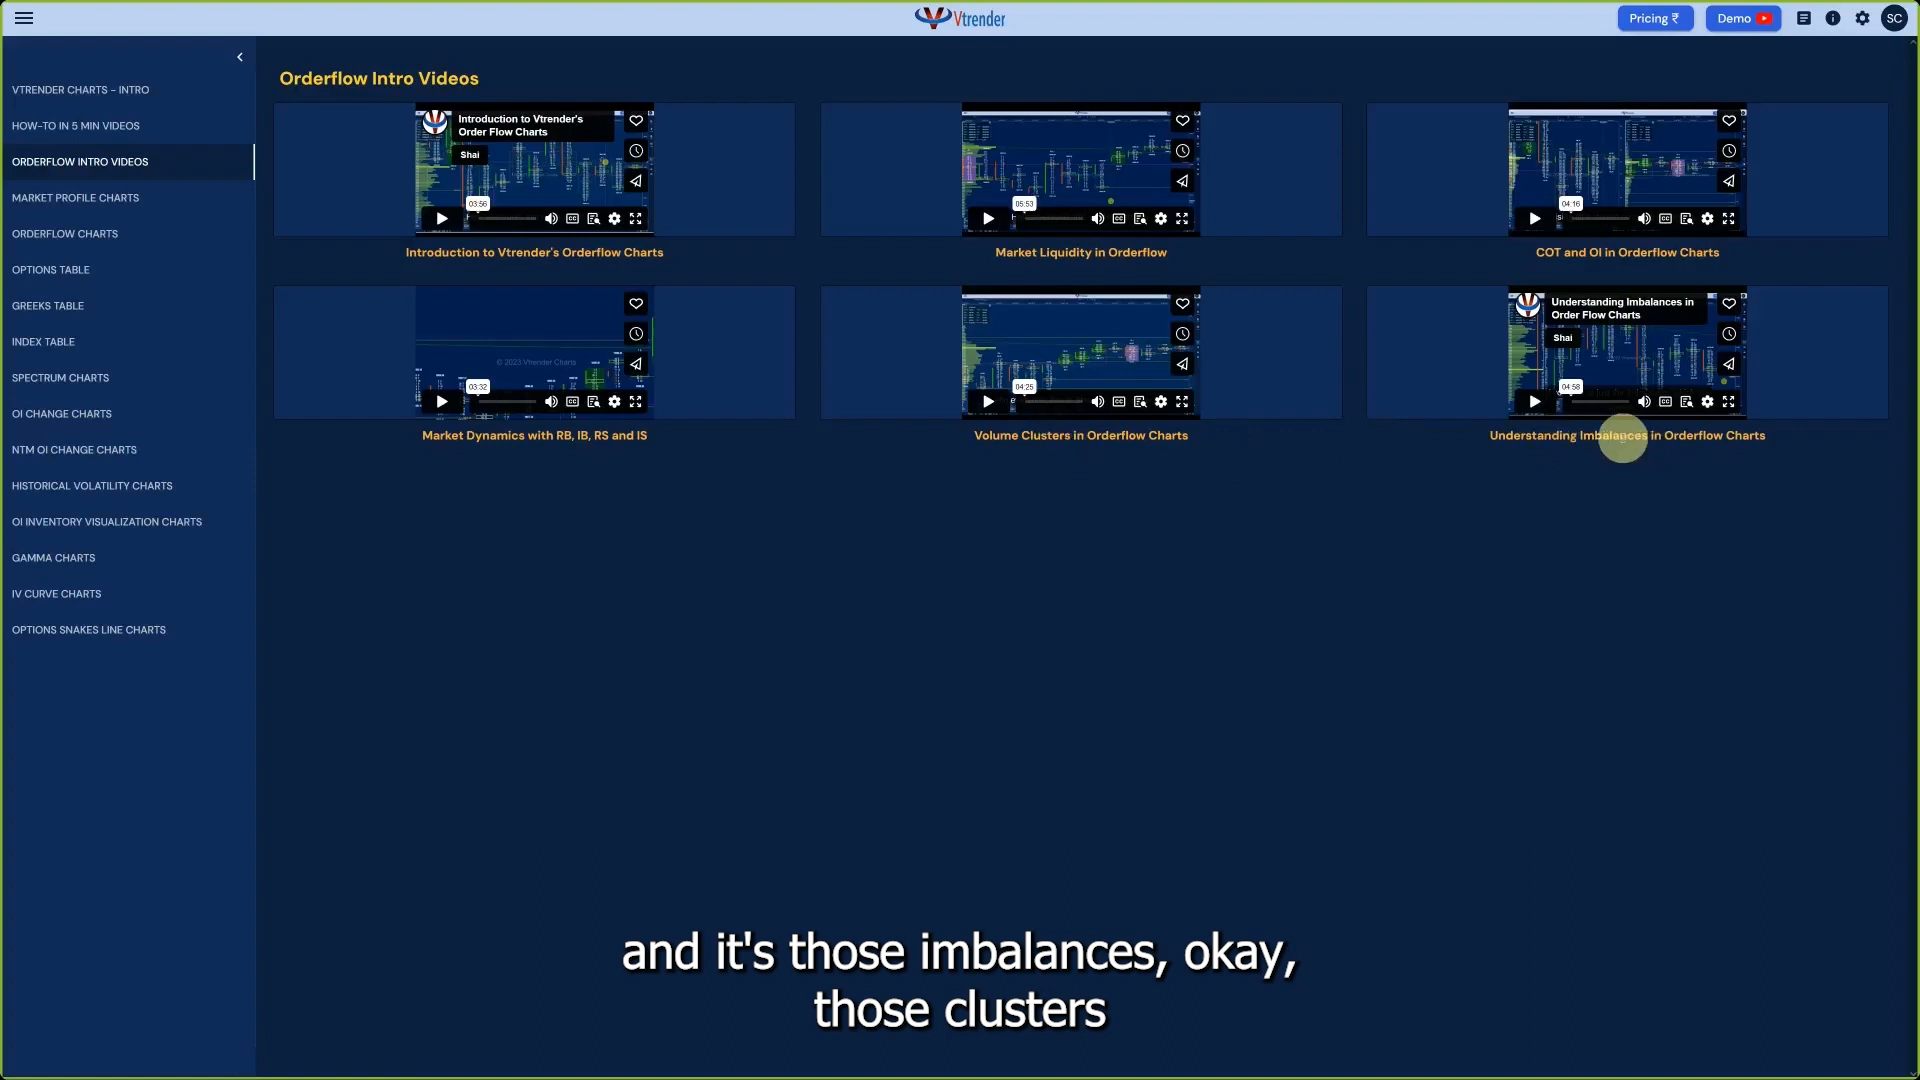 Vtrender
Pricing ₹
Demo
SC
VTRENDER CHARTS - INTRO
HOW-TO IN 5 MIN VIDEOS
ORDERFLOW INTRO VIDEOS
MARKET PROFILE CHARTS
ORDERFLOW CHARTS
OPTIONS TABLE
GREEKS TABLE
INDEX TABLE
SPECTRUM CHARTS
OI CHANGE CHARTS
NTM OI CHANGE CHARTS
HISTORICAL VOLATILITY CHARTS
OI INVENTORY VISUALIZATION CHARTS
GAMMA CHARTS
IV CURVE CHARTS
OPTIONS SNAKES LINE CHARTS
Orderflow Intro Videos
Introduction to Vtrender's
Order Flow Charts
Shai
03:56
Introduction to Vtrender's Orderflow Charts
05:53
Market Liquidity in Orderflow
04:16
COT and OI in Orderflow Charts
© 2023 Vtrender Charts
03:32
Market Dynamics with RB, IB, RS and IS
04:25
Volume Clusters in Orderflow Charts
Understanding Imbalances in
Order Flow Charts
Shai
04:58
Understanding Imbalances in Orderflow Charts
and it's those imbalances, okay,
those clusters